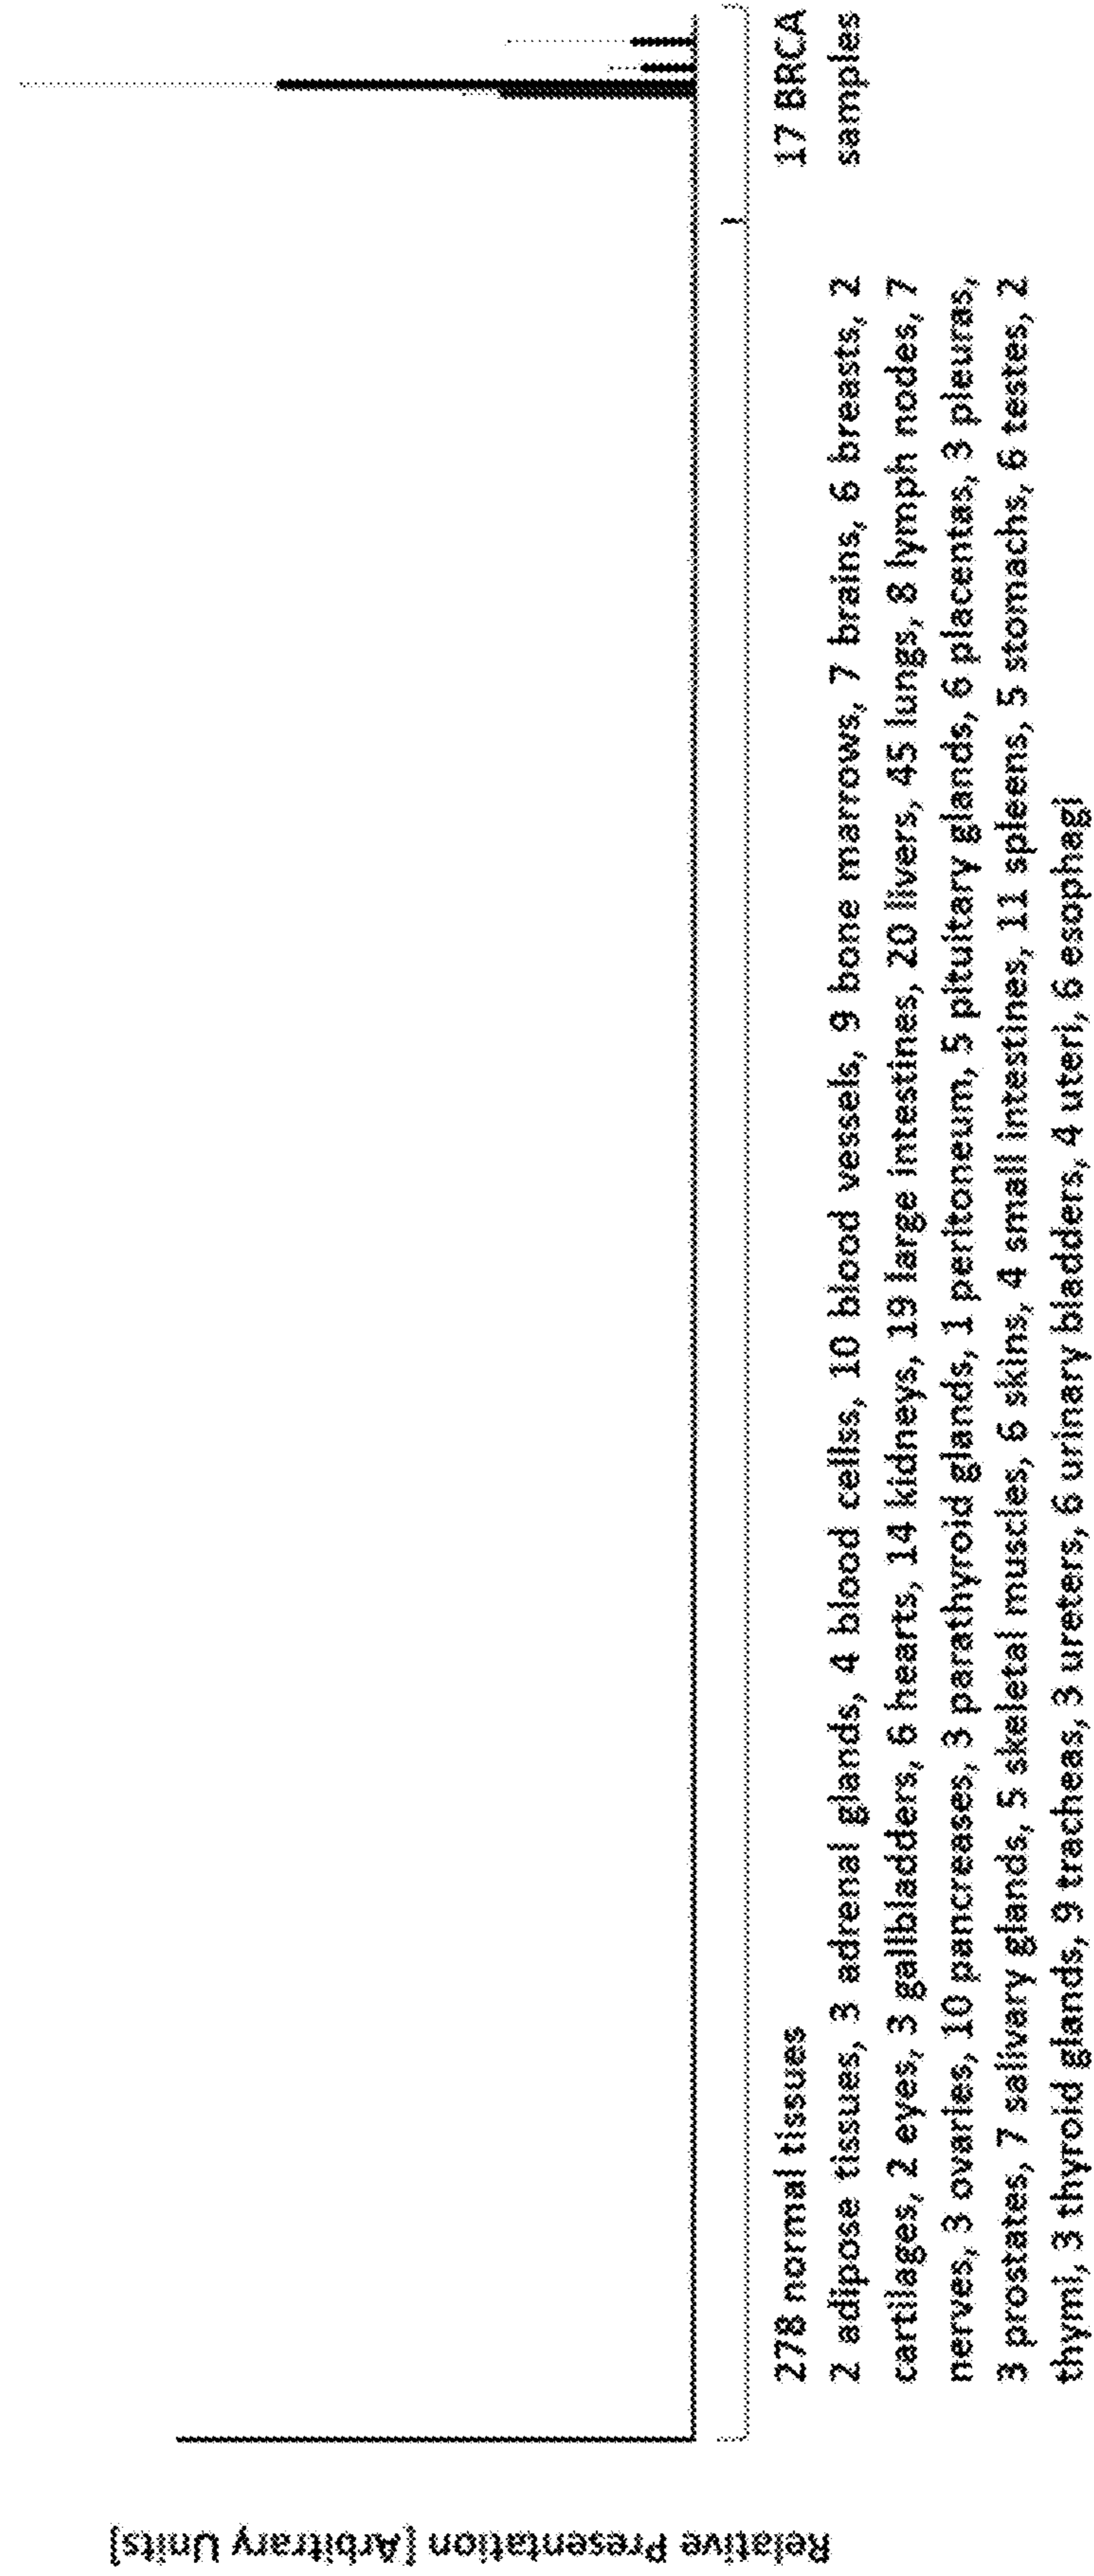 Relative Presentation [Arbitrary Units]
278 normal tissues
17 BRCA
samples
2 adipose tissues, 3 adrenal glands, 4 blood cellss, 10 blood vessels, 9 bone marrows, 7 brains, 6 breasts, 2
cartilages, 2 eyes, 3 gallbladders, 6 hearts, 14 kidneys, 19 large intestines, 20 livers, 45 lungs, 8 lymph nodes, 7
nerves, 3 ovaries, 10 pancreases, 3 parathyroid glands, 1 peritoneum, 5 pituitary glands, 6 placentas, 3 pleuras,
3 prostates, 7 salivary glands, 5 skeletal muscles, 6 skins, 4 small intestines, 11 spleens, 5 stomachs, 6 testes, 2
thymi, 3 thyroid glands, 9 tracheas, 3 ureters, 6 urinary bladders, 4 uteri, 6 esophagi